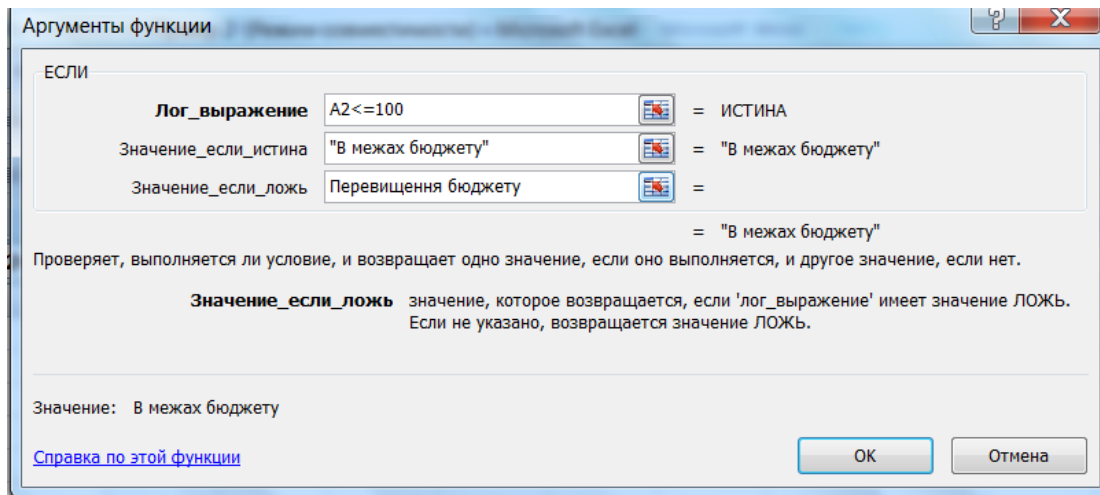 Аргументы функции
ЕСЛИ
Лог_выражение A2<=100 = ИСТИНА
Значение_если_истина "В межах бюджету" = "В межах бюджету"
Значение_если_ложь Перевищення бюджету =
= "В межах бюджету"
Проверяет, выполняется ли условие, и возвращает одно значение, если оно выполняется, и другое значение, если нет.
Значение_если_ложь значение, которое возвращается, если 'лог_выражение' имеет значение ЛОЖЬ.
Если не указано, возвращается значение ЛОЖЬ.
Значение: В межах бюджету
Справка по этой функции ОК Отмена